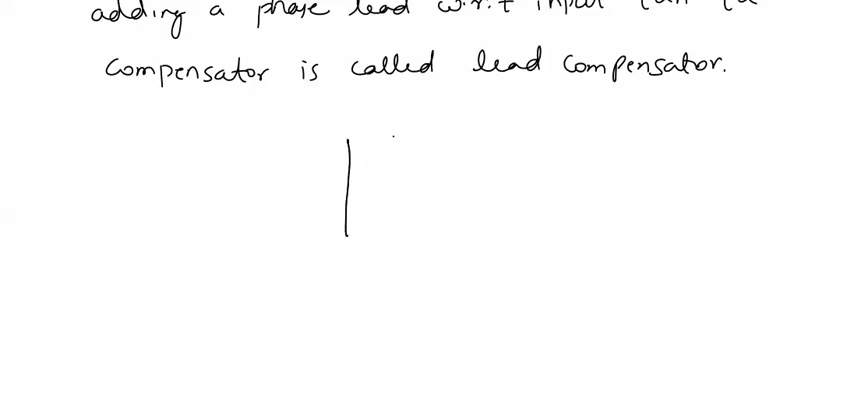 adding a phase lead w.r.t input
compensator is called lead compensator.